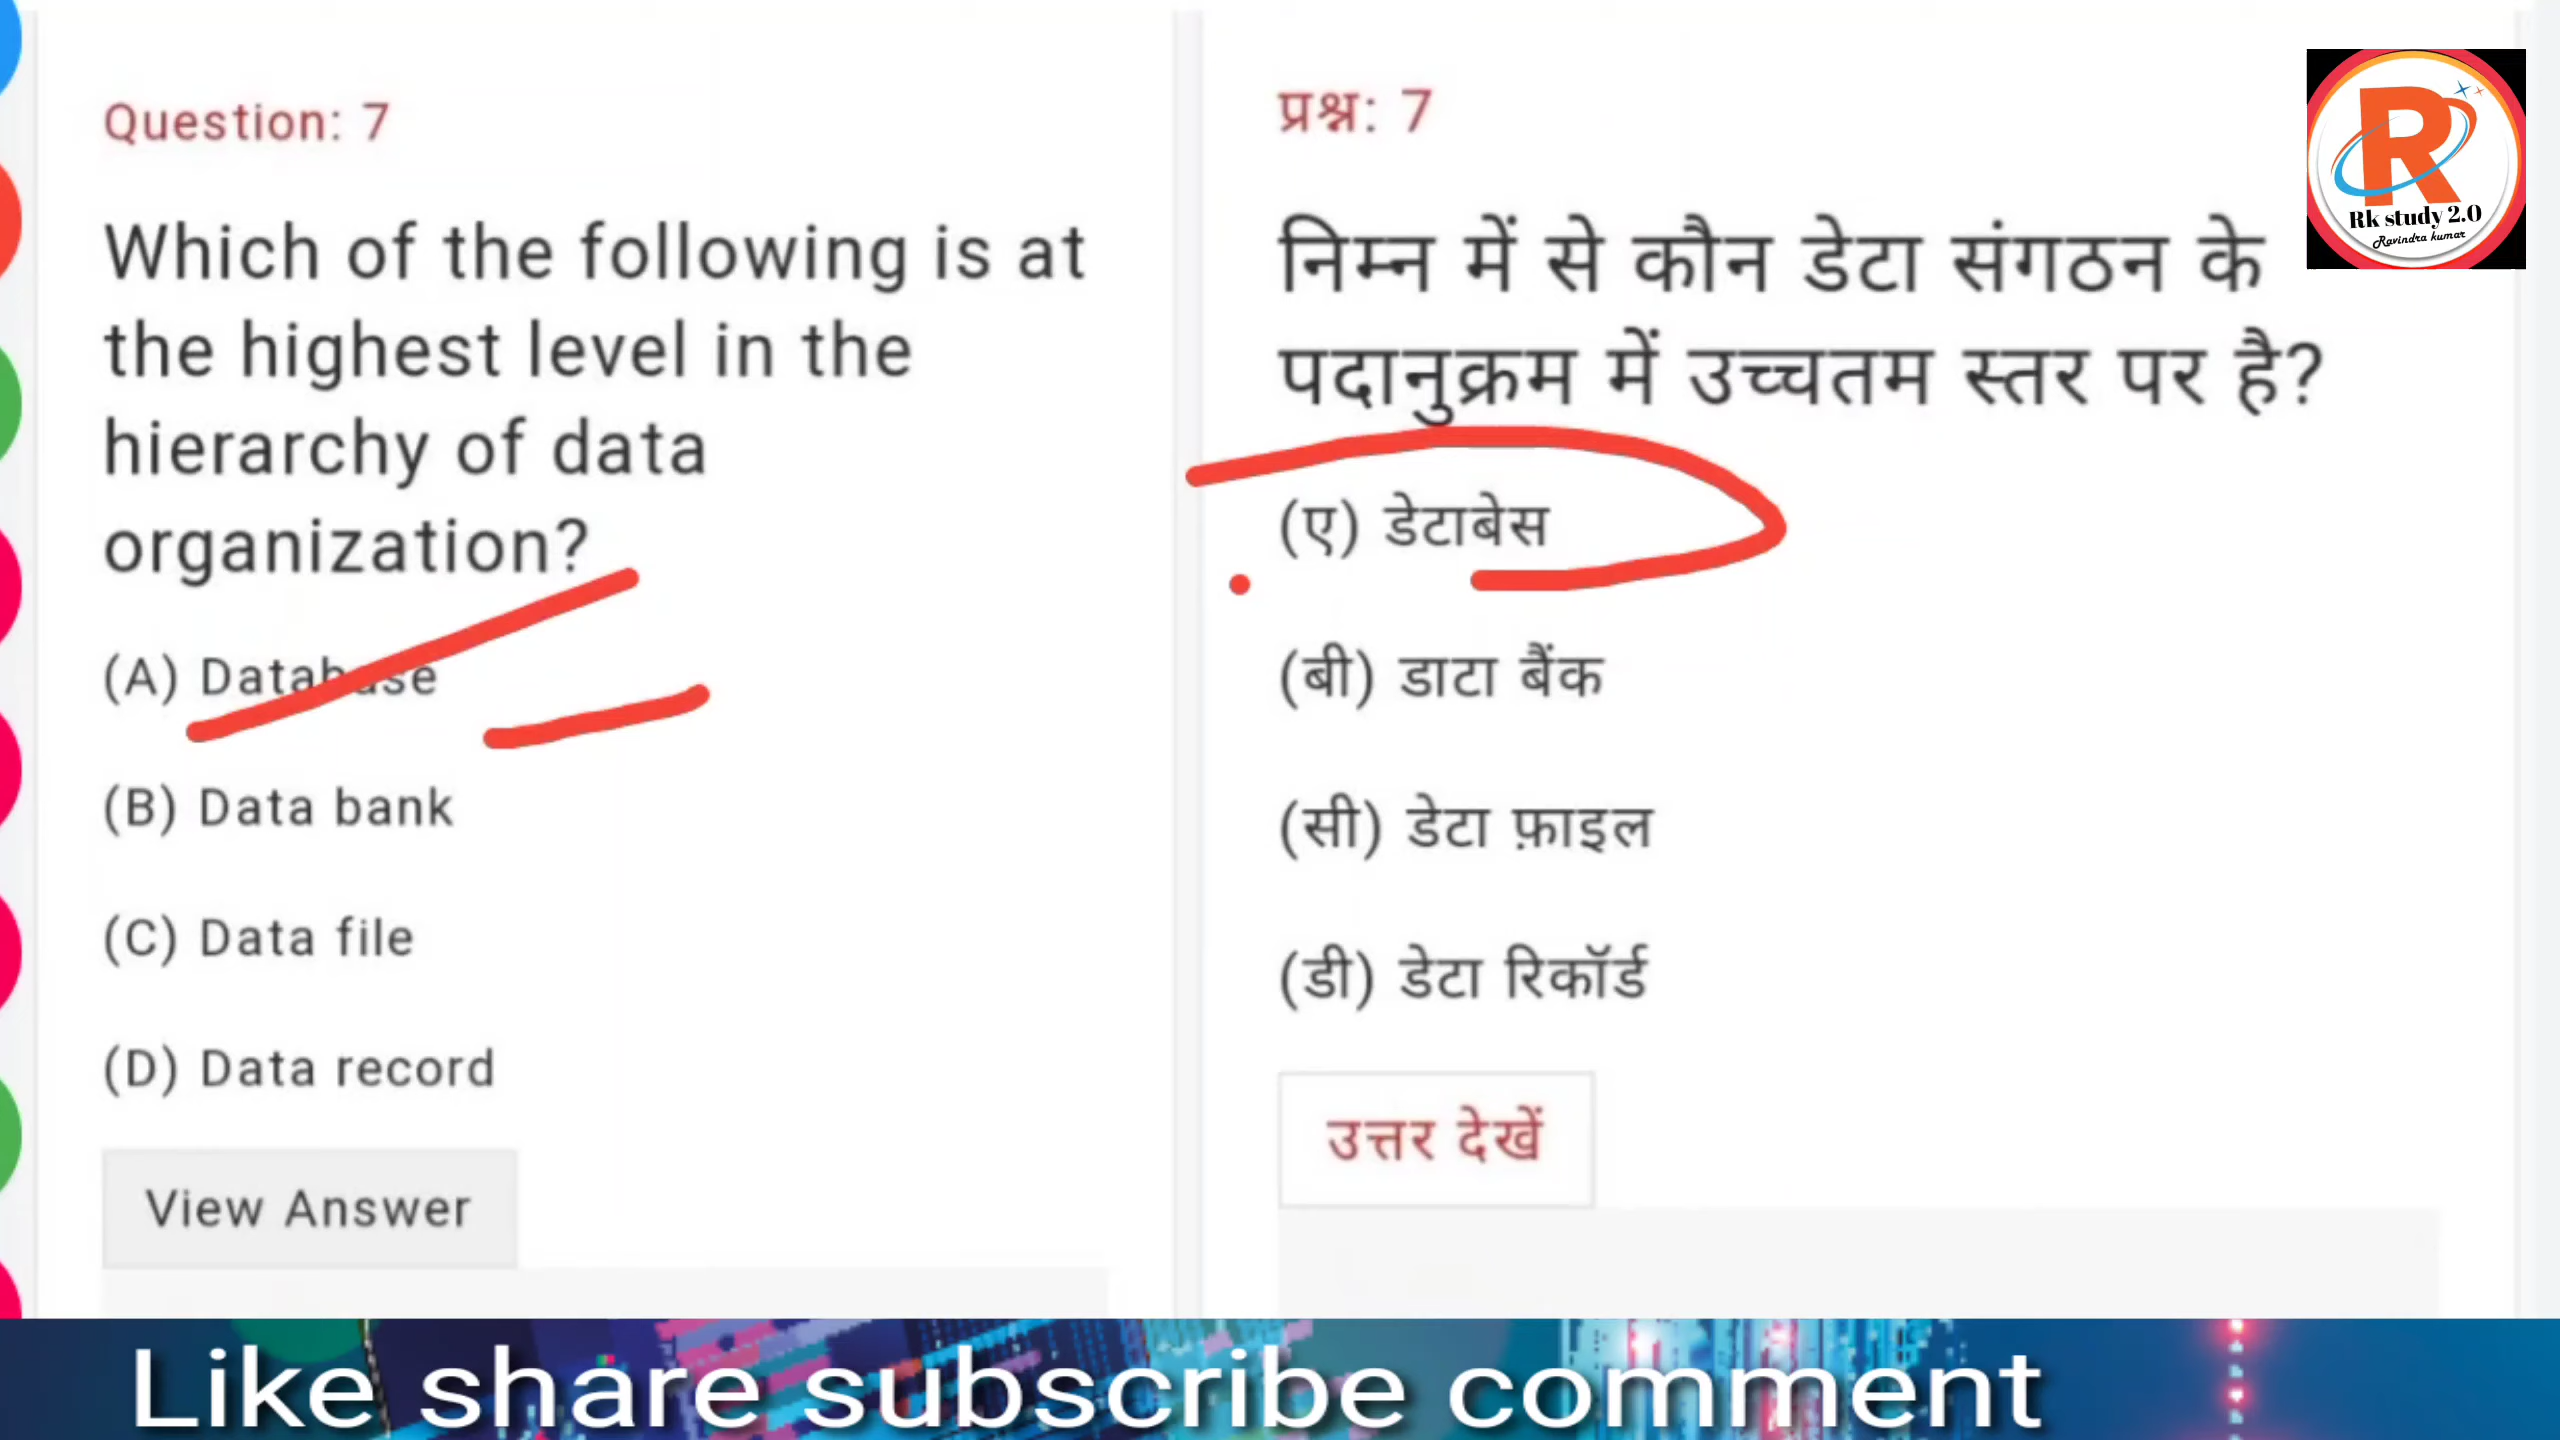 Question: 7
Which of the following is at
the highest level in the
hierarchy of data
organization?
(A) Database
(B) Data bank
(C) Data file
(D) Data record
View Answer
प्रश्न: 7
निम्न में से कौन डेटा संगठन के
पदानुक्रम में उच्चतम स्तर पर है?
(ए) डेटाबेस
(बी) डाटा बैंक
(सी) डेटा फ़ाइल
(डी) डेटा रिकॉर्ड
उत्तर देखें
R
Rk study 2.0
Ravindra kumar
Like share subscribe comment